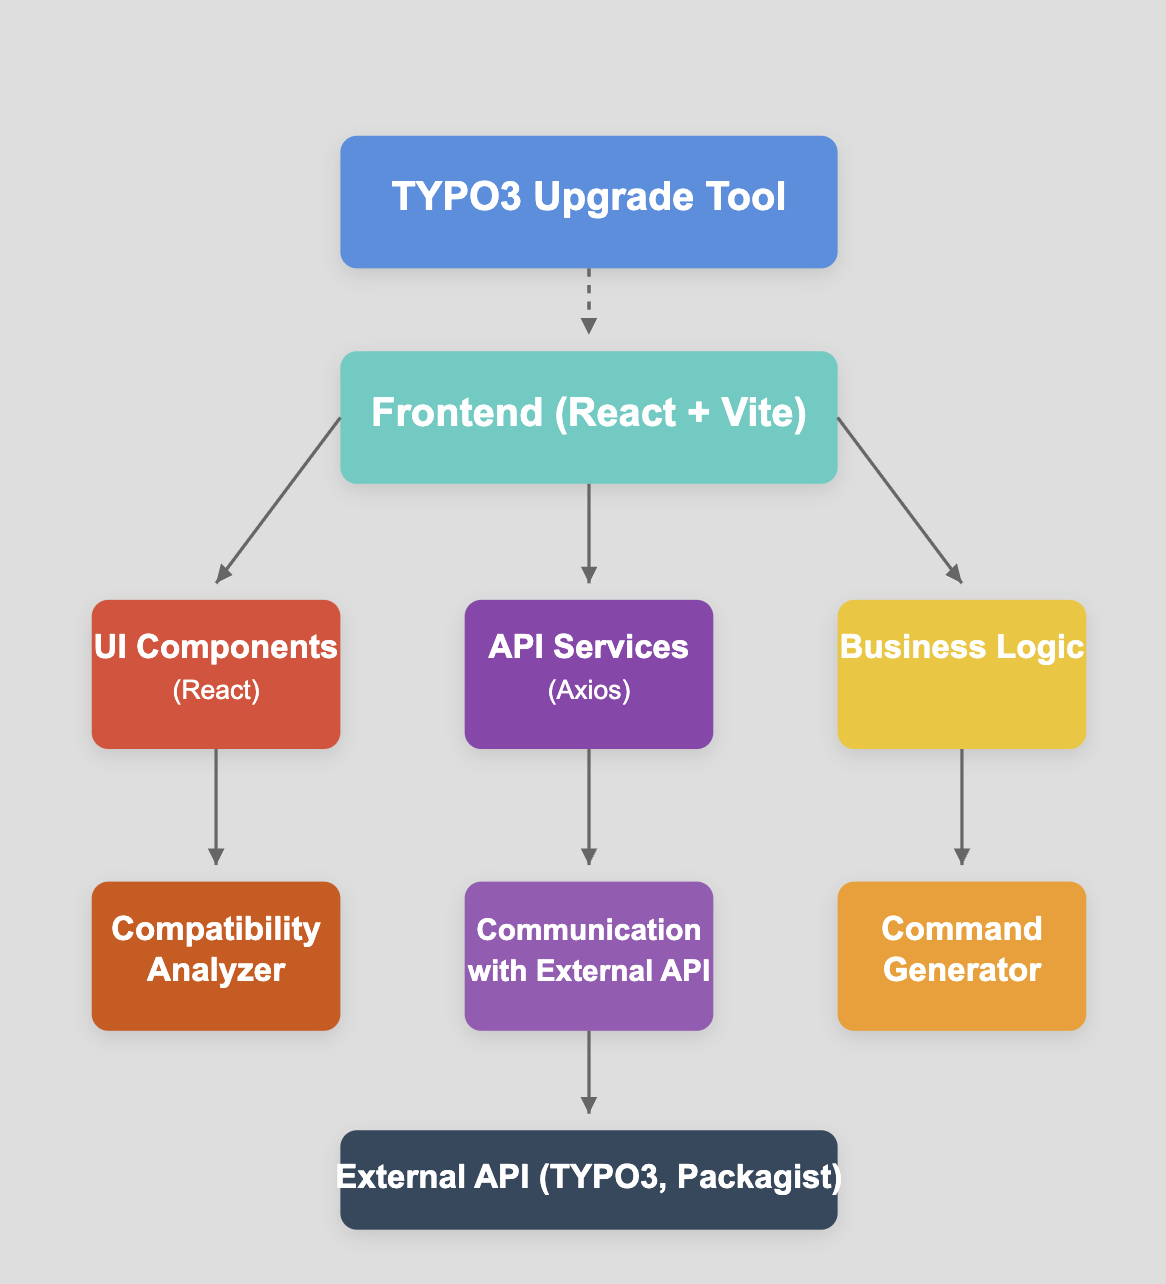 TYPO3 Upgrade Tool
Frontend (React + Vite)
UI Components
(React)
API Services
(Axios)
Business Logic
Compatibility
Analyzer
Communication
with External API
Command
Generator
External API (TYPO3, Packagist)